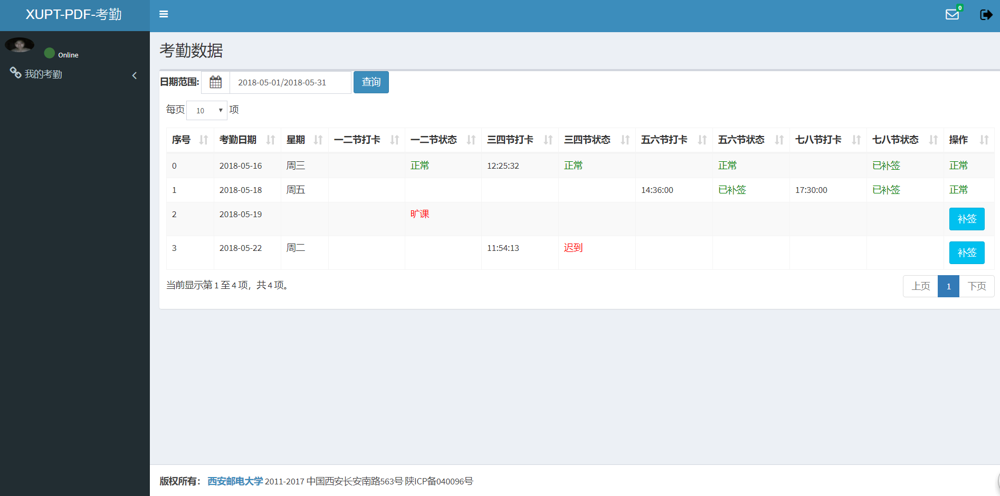 XUPT-PDF-考勤
0
Online
我的考勤
考勤数据
日期范围: 2018-05-01/2018-05-31 查询
每页 10 项
序号 考勤日期 星期 一二节打卡 一二节状态 三四节打卡 三四节状态 五六节打卡 五六节状态 七八节打卡 七八节状态 操作
0 2018-05-16 周三 正常 12:25:32 正常 正常 已补签 正常
1 2018-05-18 周五 14:36:00 已补签 17:30:00 已补签 正常
2 2018-05-19 旷课 补签
3 2018-05-22 周二 11:54:13 迟到 补签
当前显示第 1 至 4 项，共 4 项。
上页 1 下页
版权所有： 西安邮电大学 2011-2017 中国西安长安南路563号 陕ICP备040096号